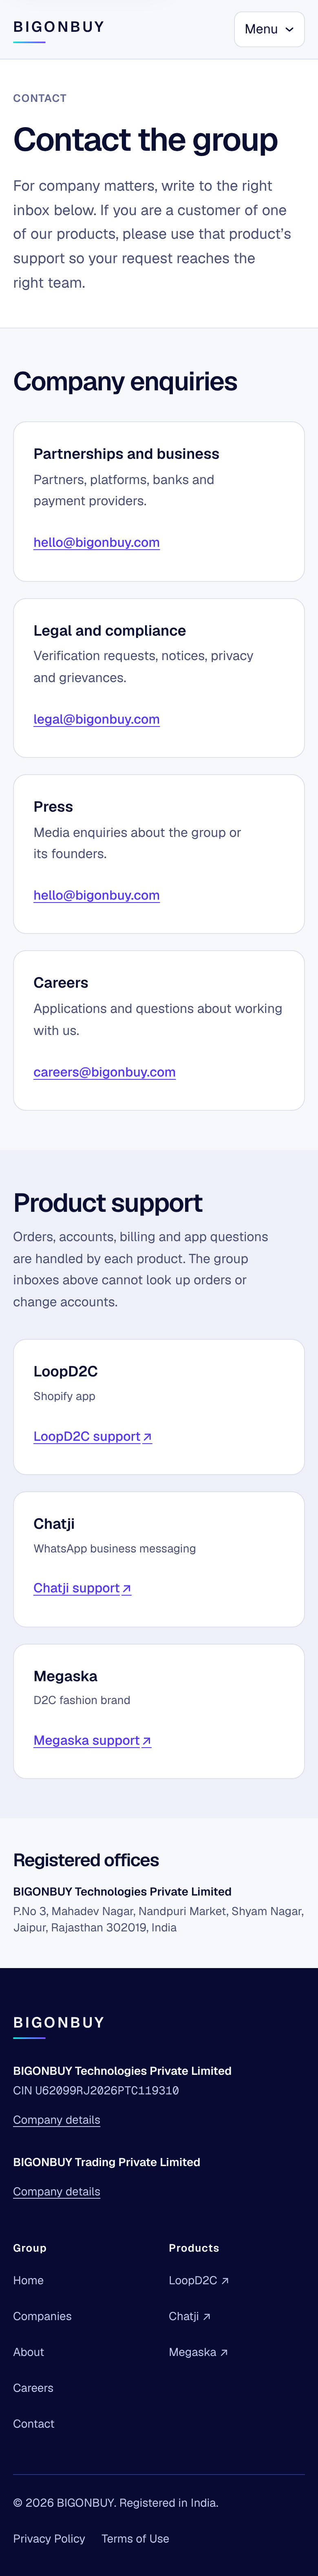 BIGONBUY
Menu
CONTACT
Contact the group
For company matters, write to the right
inbox below. If you are a customer of one
of our products, please use that product’s
support so your request reaches the
right team.
Company enquiries
Partnerships and business
Partners, platforms, banks and
payment providers.
hello@bigonbuy.com
Legal and compliance
Verification requests, notices, privacy
and grievances.
legal@bigonbuy.com
Press
Media enquiries about the group or
its founders.
hello@bigonbuy.com
Careers
Applications and questions about working
with us.
careers@bigonbuy.com
Product support
Orders, accounts, billing and app questions
are handled by each product. The group
inboxes above cannot look up orders or
change accounts.
LoopD2C
Shopify app
LoopD2C support ↗
Chatji
WhatsApp business messaging
Chatji support ↗
Megaska
D2C fashion brand
Megaska support ↗
Registered offices
BIGONBUY Technologies Private Limited
P.No 3, Mahadev Nagar, Nandpuri Market, Shyam Nagar,
Jaipur, Rajasthan 302019, India
BIGONBUY
BIGONBUY Technologies Private Limited
CIN U62099RJ2026PTC119310
Company details
BIGONBUY Trading Private Limited
Company details
Group
Home
Companies
About
Careers
Contact
Products
LoopD2C ↗
Chatji ↗
Megaska ↗
© 2026 BIGONBUY. Registered in India.
Privacy Policy Terms of Use